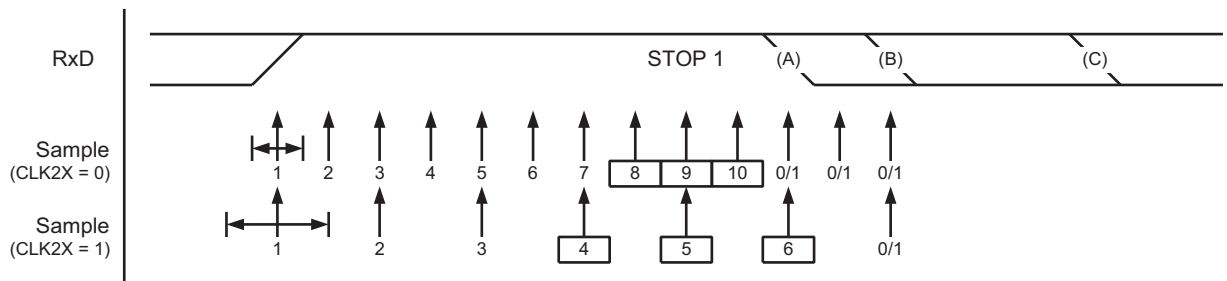 RxD
STOP 1
(A)
(B)
(C)
Sample
(CLK2X = 0)
1 2 3 4 5 6 7 8 9 10 0/1 0/1 0/1
Sample
(CLK2X = 1)
1 2 3 4 5 6 0/1